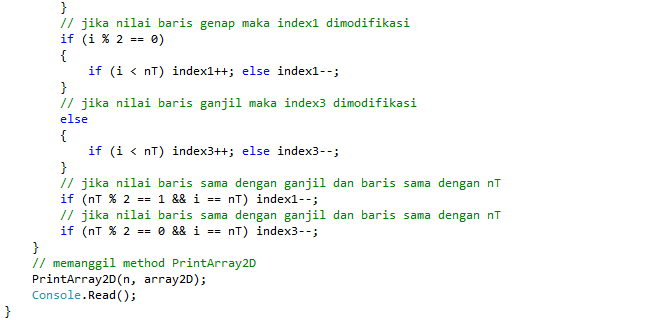 }
// jika nilai baris genap maka index1 dimodifikasi
if (i % 2 == 0)
{
if (i < nT) index1++; else index1--;
}
// jika nilai baris ganjil maka index3 dimodifikasi
else
{
if (i < nT) index3++; else index3--;
}
// jika nilai baris sama dengan ganjil dan baris sama dengan nT
if (nT % 2 == 1 && i == nT) index1--;
// jika nilai baris sama dengan ganjil dan baris sama dengan nT
if (nT % 2 == 0 && i == nT) index3--;
}
// memanggil method PrintArray2D
PrintArray2D(n, array2D);
Console.Read();
}